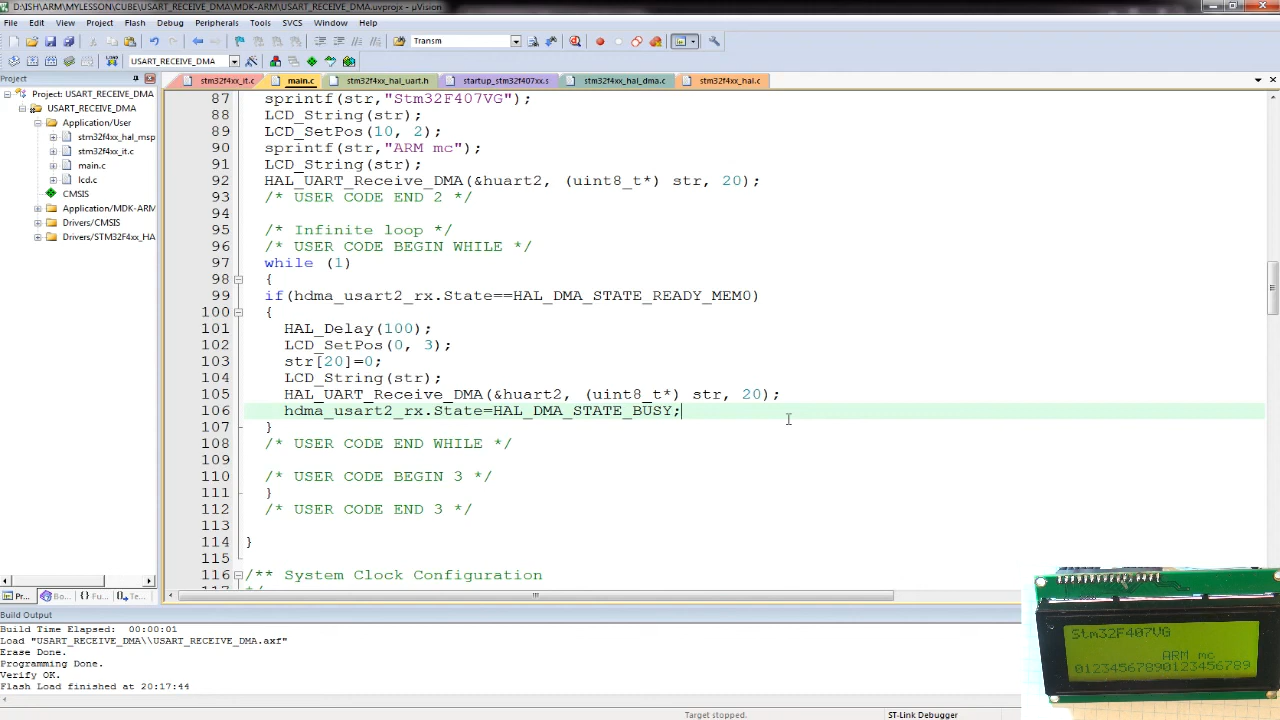 D:\JSH\ARM\MYLESSON\CUBE\USART_RECEIVE_DMA\MDK-ARM\USART_RECEIVE_DMA.uvprojx - µVision
File Edit View Project Flash Debug Peripherals Tools SVCS Window Help
Transm
USART_RECEIVE_DMA
Project
stm32f4xx_it.c main.c stm32f4xx_hal_uart.h startup_stm32f407xx.s stm32f4xx_hal_dma.c stm32f4xx_hal.c
Project: USART_RECEIVE_DMA
USART_RECEIVE_DMA
Application/User
stm32f4xx_hal_msp
stm32f4xx_it.c
main.c
lcd.c
CMSIS
Application/MDK-ARM
Drivers/CMSIS
Drivers/STM32F4xx_HA
87 sprintf(str,"Stm32F407VG");
88 LCD_String(str);
89 LCD_SetPos(10, 2);
90 sprintf(str,"ARM mc");
91 LCD_String(str);
92 HAL_UART_Receive_DMA(&huart2, (uint8_t*) str, 20);
93 /* USER CODE END 2 */
94
95 /* Infinite loop */
96 /* USER CODE BEGIN WHILE */
97 while (1)
98 {
99 if(hdma_usart2_rx.State==HAL_DMA_STATE_READY_MEM0)
100 {
101 HAL_Delay(100);
102 LCD_SetPos(0, 3);
103 str[20]=0;
104 LCD_String(str);
105 HAL_UART_Receive_DMA(&huart2, (uint8_t*) str, 20);
106 hdma_usart2_rx.State=HAL_DMA_STATE_BUSY;
107 }
108 /* USER CODE END WHILE */
109
110 /* USER CODE BEGIN 3 */
111 }
112 /* USER CODE END 3 */
113
114 }
115
116 /** System Clock Configuration
Pr... Bo... {} Fu... Te...
Build Output
Build Time Elapsed: 00:00:01
Load "USART_RECEIVE_DMA\\USART_RECEIVE_DMA.axf"
Erase Done.
Programming Done.
Verify OK.
Flash Load finished at 20:17:44
Target stopped. ST-Link Debugger
Stm32F407VG
ARM mc
01234567890123456789